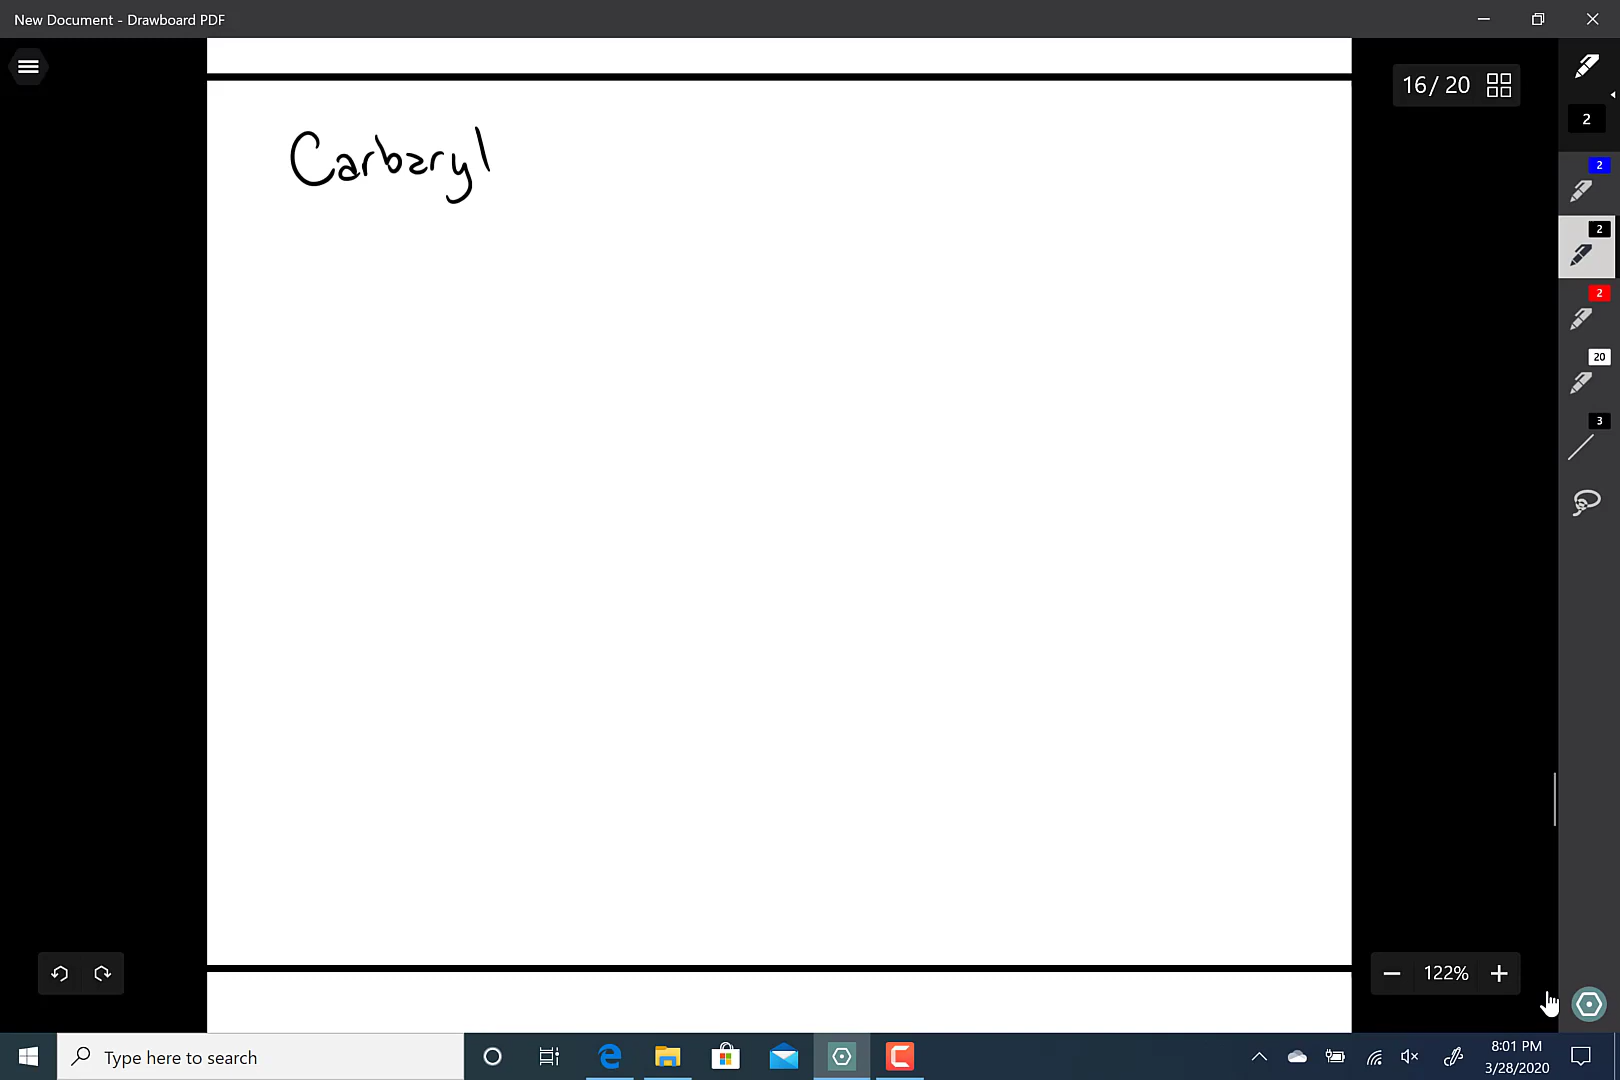 New Document - Drawboard PDF
16/ 20
2
2
2
2
20
3
Carbaryl
122%
Type here to search
8:01 PM
3/28/2020